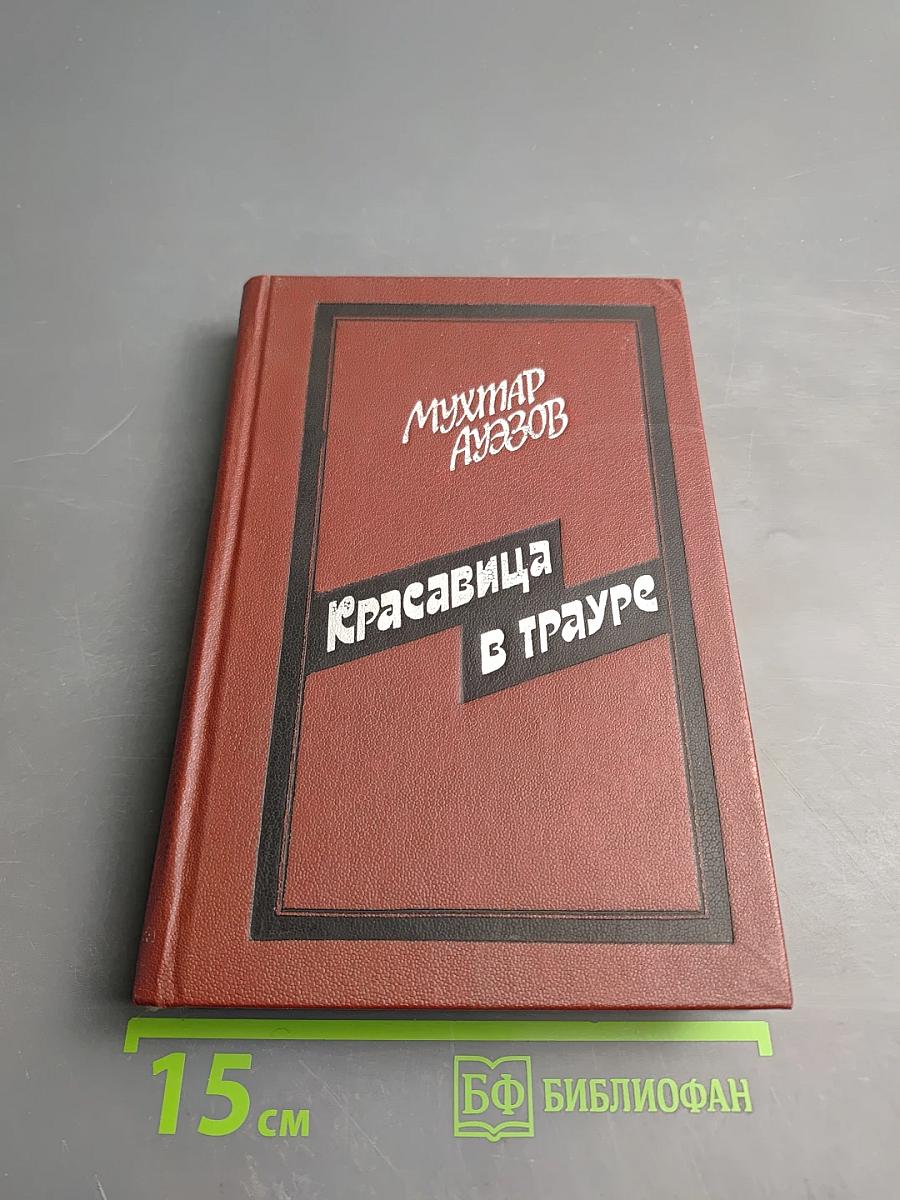 Мухтар
Ауэзов
Красавица
в трауре
15 см
БФ БИБЛИОФАН